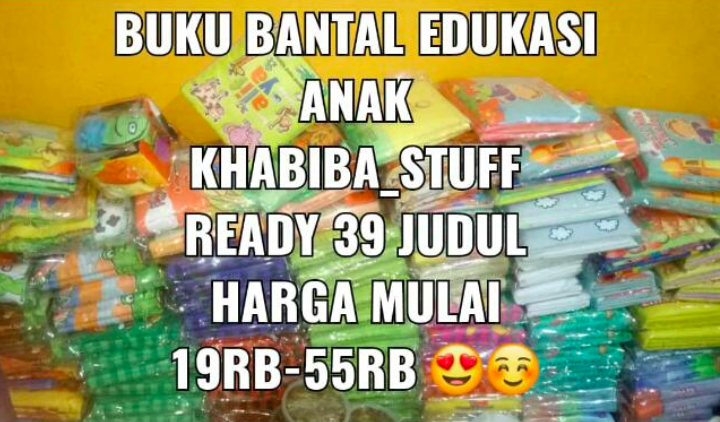 BUKU BANTAL EDUKASI
ANAK
KHABIBA_STUFF
READY 39 JUDUL
HARGA MULAI
19RB-55RB 😍☺️